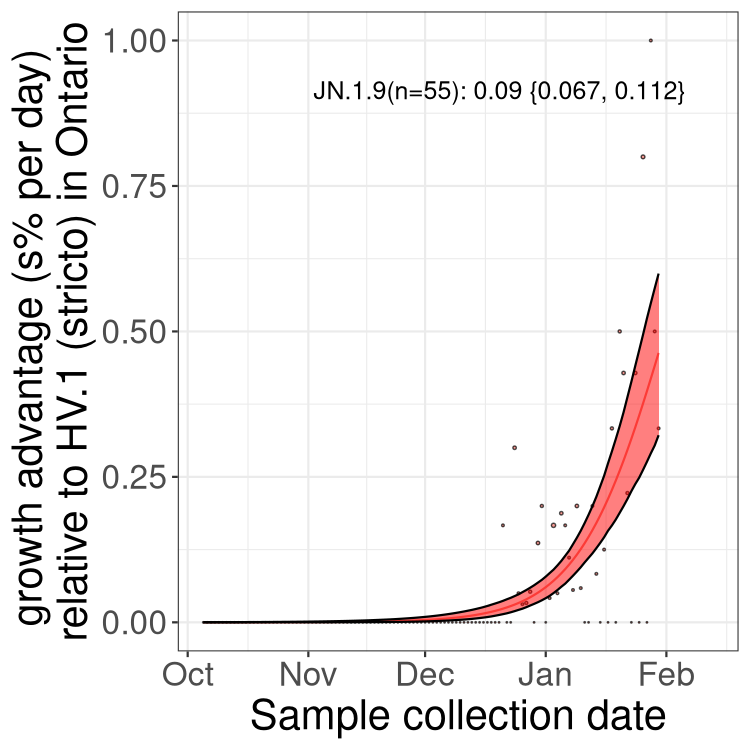 growth advantage (s% per day)
relative to HV.1 (stricto) in Ontario
1.00
0.75
0.50
0.25
0.00
JN.1.9(n=55): 0.09 {0.067, 0.112}
Oct Nov Dec Jan Feb
Sample collection date